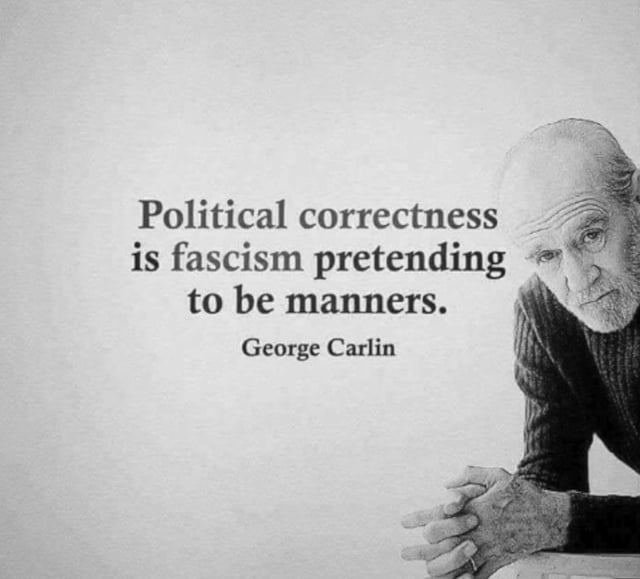 Political correctness
is fascism pretending
to be manners.
George Carlin